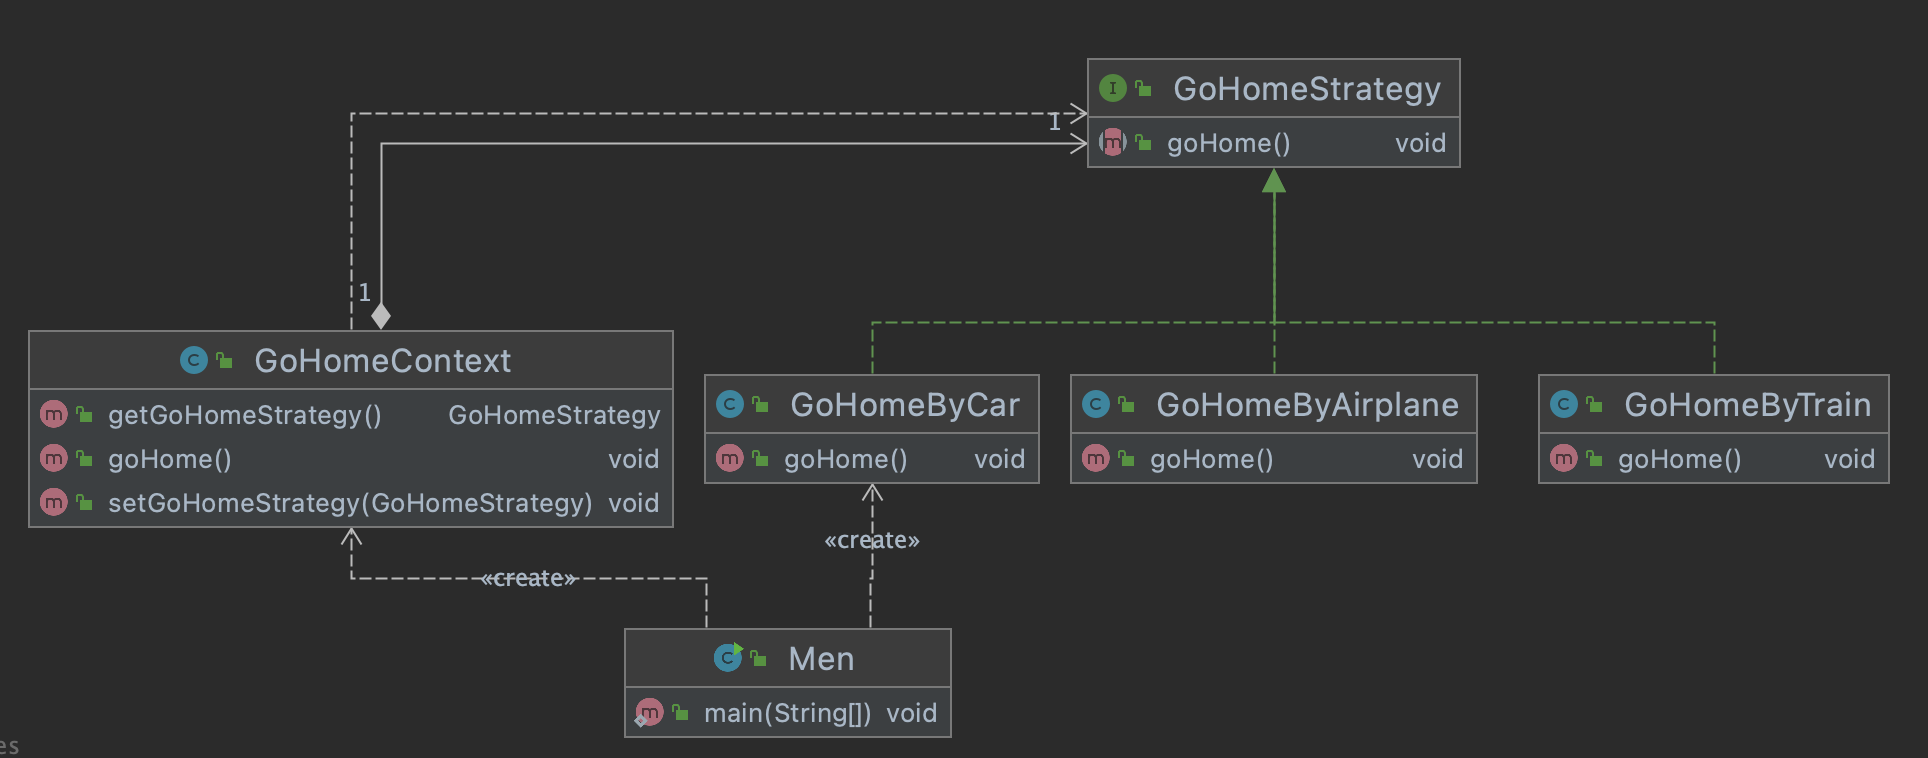 GoHomeStrategy
goHome() void
1
1
GoHomeContext
getGoHomeStrategy() GoHomeStrategy
goHome() void
setGoHomeStrategy(GoHomeStrategy) void
GoHomeByCar
goHome() void
GoHomeByAirplane
goHome() void
GoHomeByTrain
goHome() void
«create»
«create»
Men
main(String[]) void
es